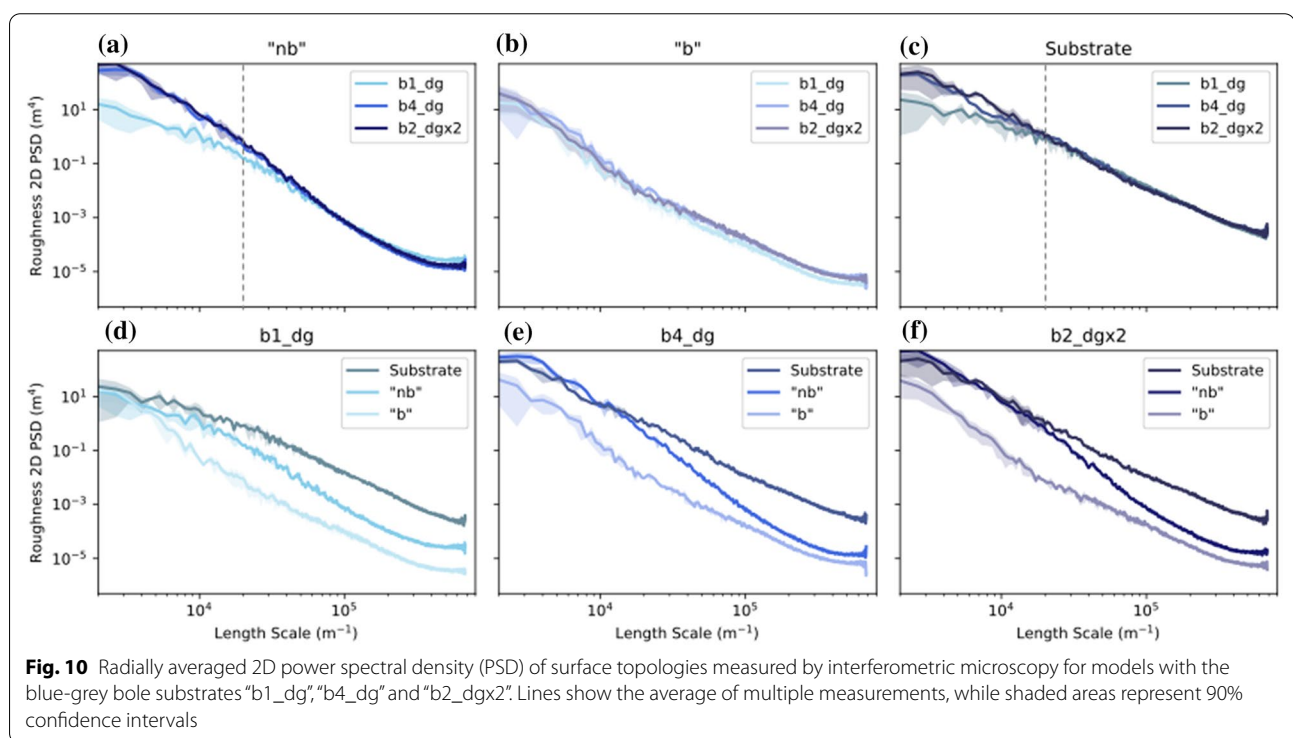 (a) "nb"
(b) "b"
(c) Substrate
Roughness 2D PSD (m⁴)
10¹
10⁻¹
10⁻³
10⁻⁵
b1_dg
b4_dg
b2_dgx2
b1_dg
b4_dg
b2_dgx2
b1_dg
b4_dg
b2_dgx2
(d) b1_dg
(e) b4_dg
(f) b2_dgx2
Roughness 2D PSD (m⁴)
10¹
10⁻¹
10⁻³
10⁻⁵
Substrate
"nb"
"b"
Substrate
"nb"
"b"
Substrate
"nb"
"b"
10⁴ 10⁵
10⁴ 10⁵
10⁴ 10⁵
Length Scale (m⁻¹)
Length Scale (m⁻¹)
Length Scale (m⁻¹)
Fig. 10 Radially averaged 2D power spectral density (PSD) of surface topologies measured by interferometric microscopy for models with the
blue-grey bole substrates “b1_dg”, “b4_dg” and “b2_dgx2”. Lines show the average of multiple measurements, while shaded areas represent 90%
confidence intervals